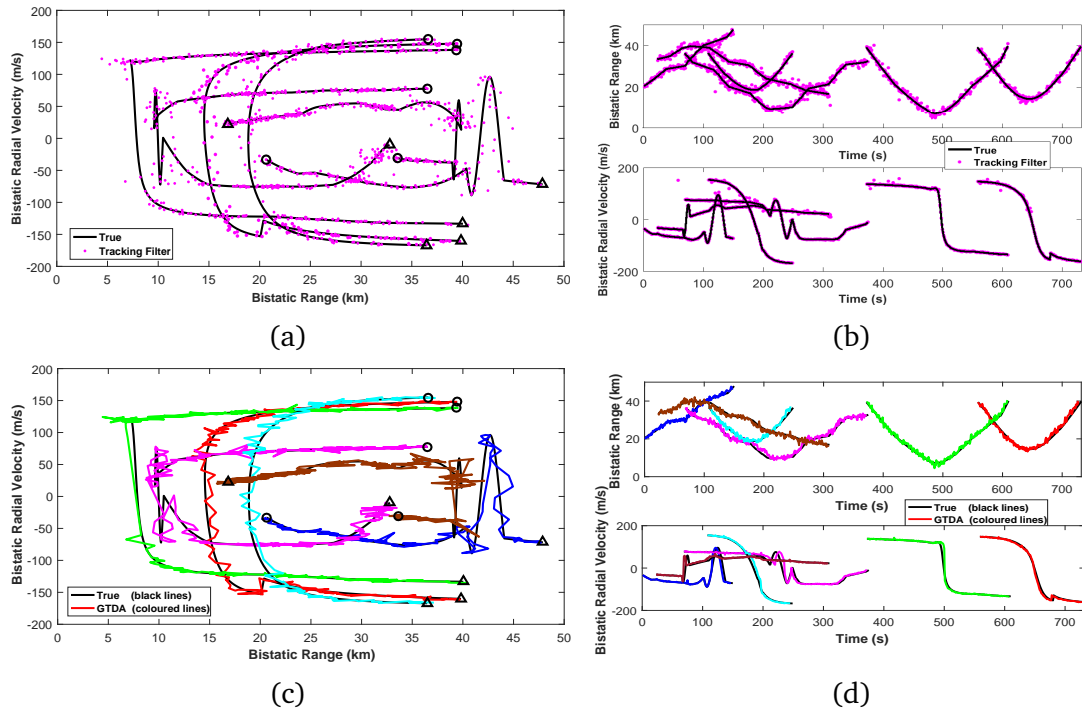 (a)
200
150
100
50
0
-50
-100
-150
-200
0 5 10 15 20 25 30 35 40 45 50
Bistatic Radial Velocity (m/s)
Bistatic Range (km)
True
Tracking Filter
(b)
Bistatic Range (km)
40
20
0
0 100 200 300 400 500 600 700
Time (s)
True
Tracking Filter
Bistatic Radial Velocity (m/s)
200
0
-200
0 100 200 300 400 500 600 700
Time (s)
(c)
200
150
100
50
0
-50
-100
-150
-200
0 5 10 15 20 25 30 35 40 45 50
Bistatic Radial Velocity (m/s)
Bistatic Range (km)
True (black lines)
GTDA (coloured lines)
(d)
Bistatic Range (km)
40
20
0
0 100 200 300 400 500 600 700
Time (s)
True (black lines)
GTDA (coloured lines)
Bistatic Radial Velocity (m/s)
200
0
-200
0 100 200 300 400 500 600 700
Time (s)